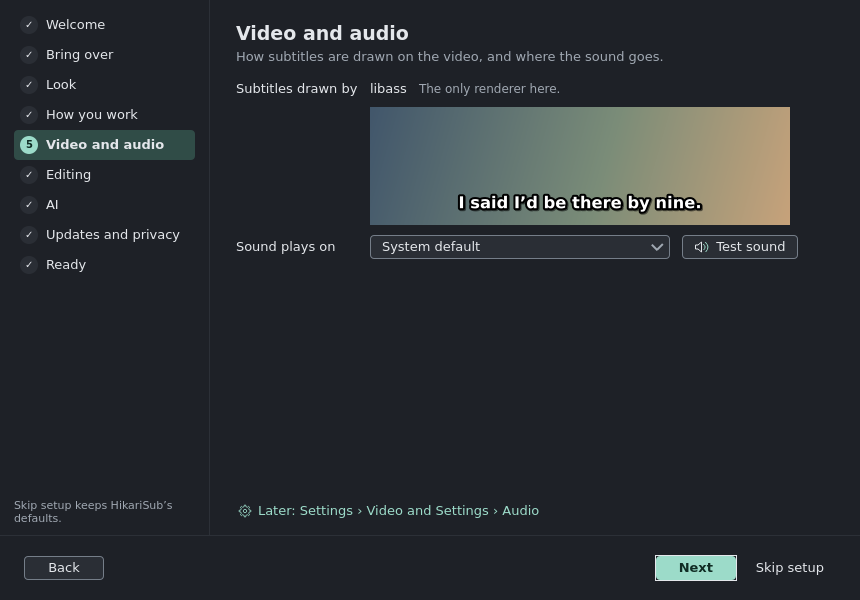 ✓ Welcome
✓ Bring over
✓ Look
✓ How you work
5 Video and audio
✓ Editing
✓ AI
✓ Updates and privacy
✓ Ready
Skip setup keeps HikariSub’s
defaults.
Video and audio
How subtitles are drawn on the video, and where the sound goes.
Subtitles drawn by libass The only renderer here.
I said I’d be there by nine.
Sound plays on System default Test sound
Later: Settings › Video and Settings › Audio
Back Next Skip setup